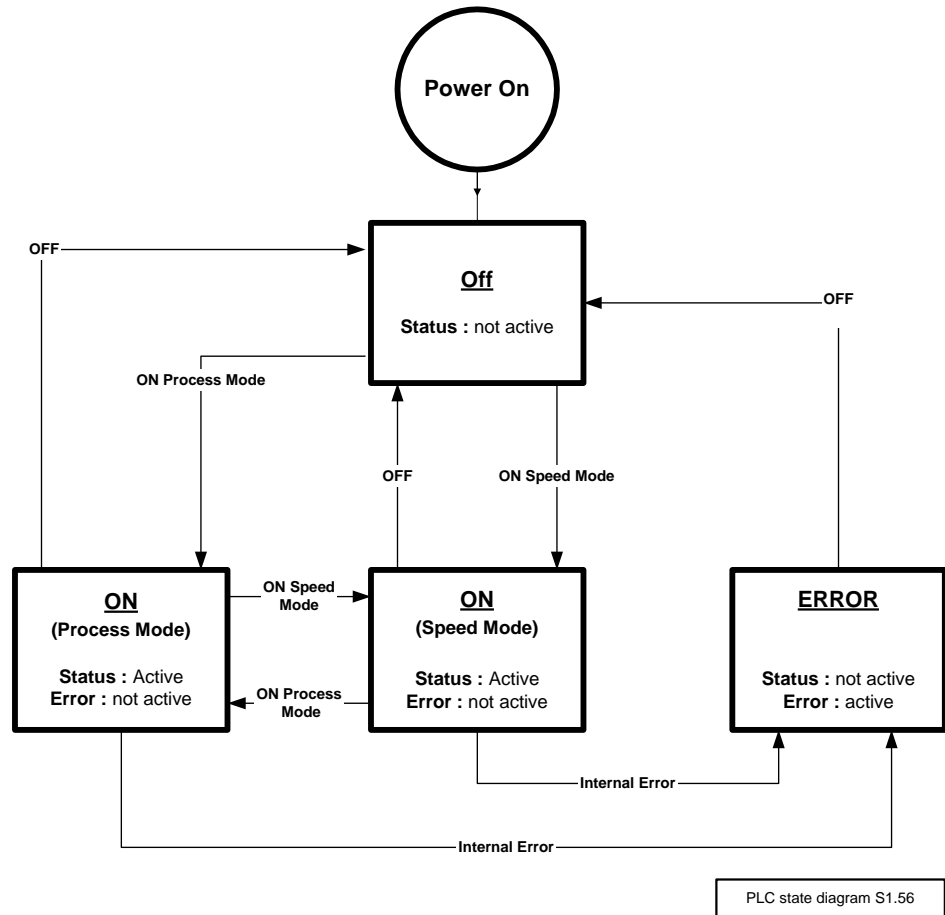 Power On
OFF
Off
Status : not active
OFF
ON Process Mode
OFF
ON Speed Mode
ON
(Process Mode)
Status : Active
Error : not active
ON Speed
Mode
ON Process
Mode
ON
(Speed Mode)
Status : Active
Error : not active
ERROR
Status : not active
Error : active
Internal Error
Internal Error
PLC state diagram S1.56